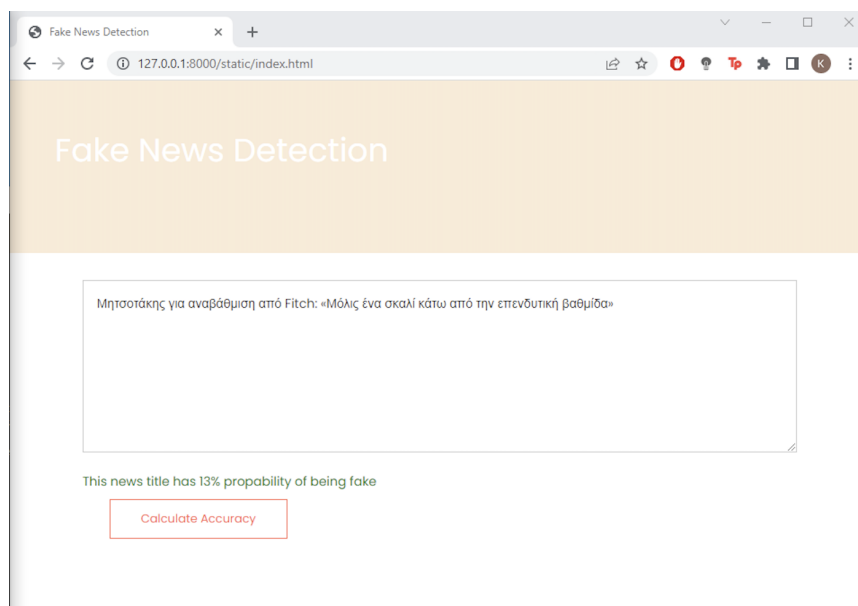 Fake News Detection
127.0.0.1:8000/static/index.html
Tp
K
Fake News Detection
Μητσοτάκης για αναβάθμιση από Fitch: «Μόλις ένα σκαλί κάτω από την επενδυτική βαθμίδα»
This news title has 13% propability of being fake
Calculate Accuracy